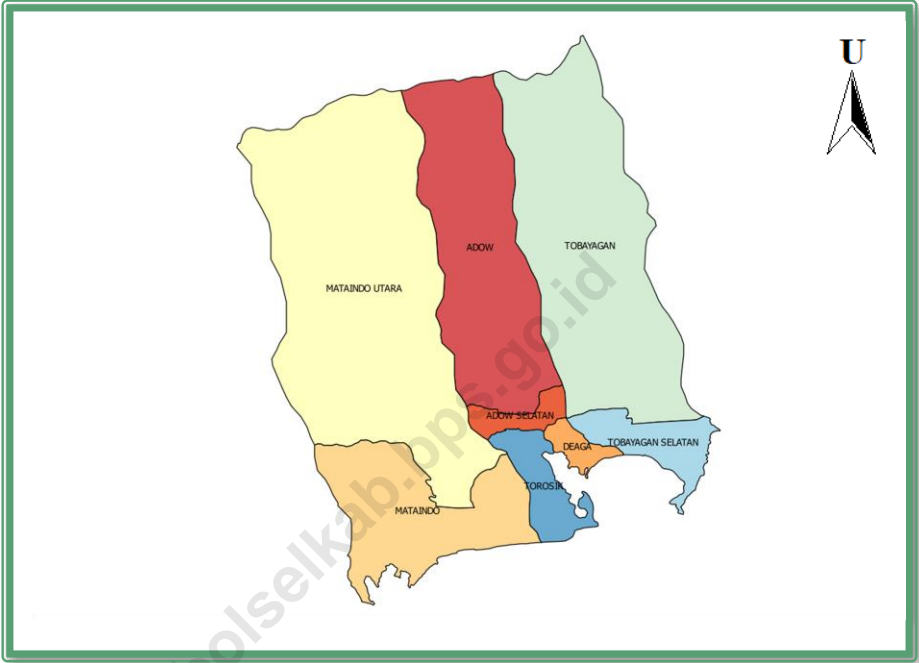 U
ADOW
TOBAYAGAN
MATAINDO UTARA
ADOW SELATAN
DEAGA
TOBAYAGAN SELATAN
TOROSIK
MATAINDO
bolselkab.bps.go.id